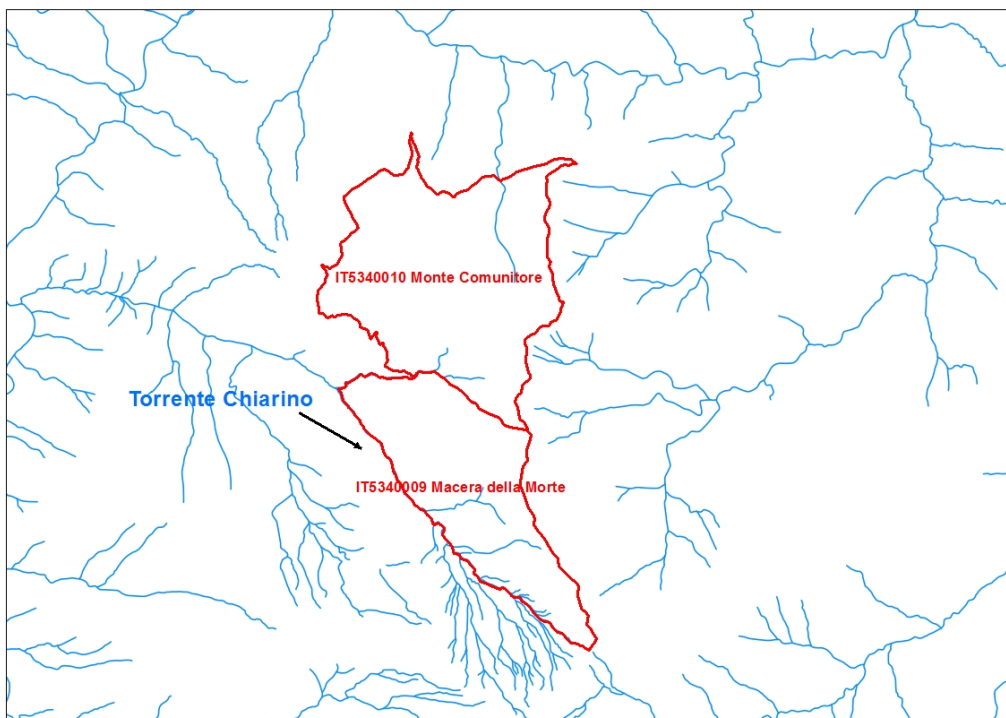 IT5340010 Monte Comunitore
Torrente Chiarino
IT5340009 Macera della Morte